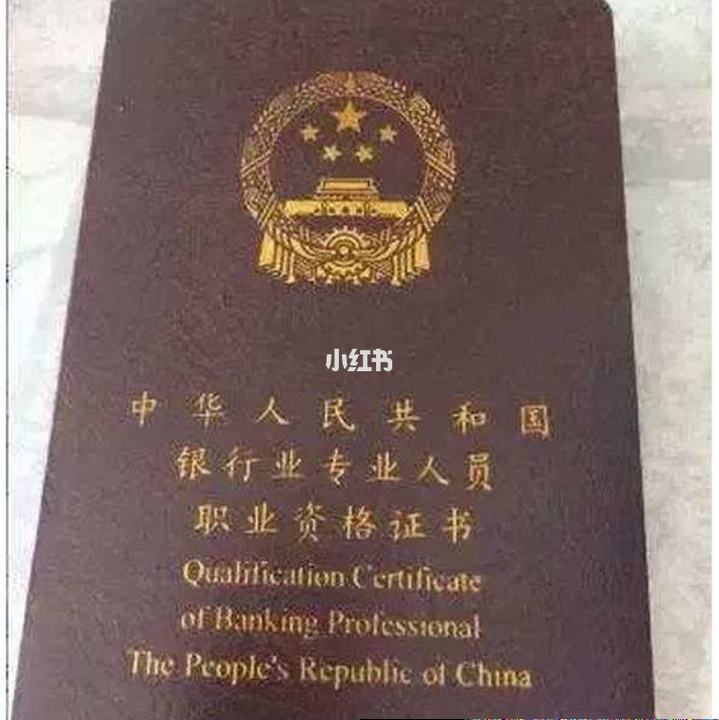 小红书
中华人民共和国
银行业专业人员
职业资格证书
Qualification Certificate
of Banking Professional
The People's Republic of China